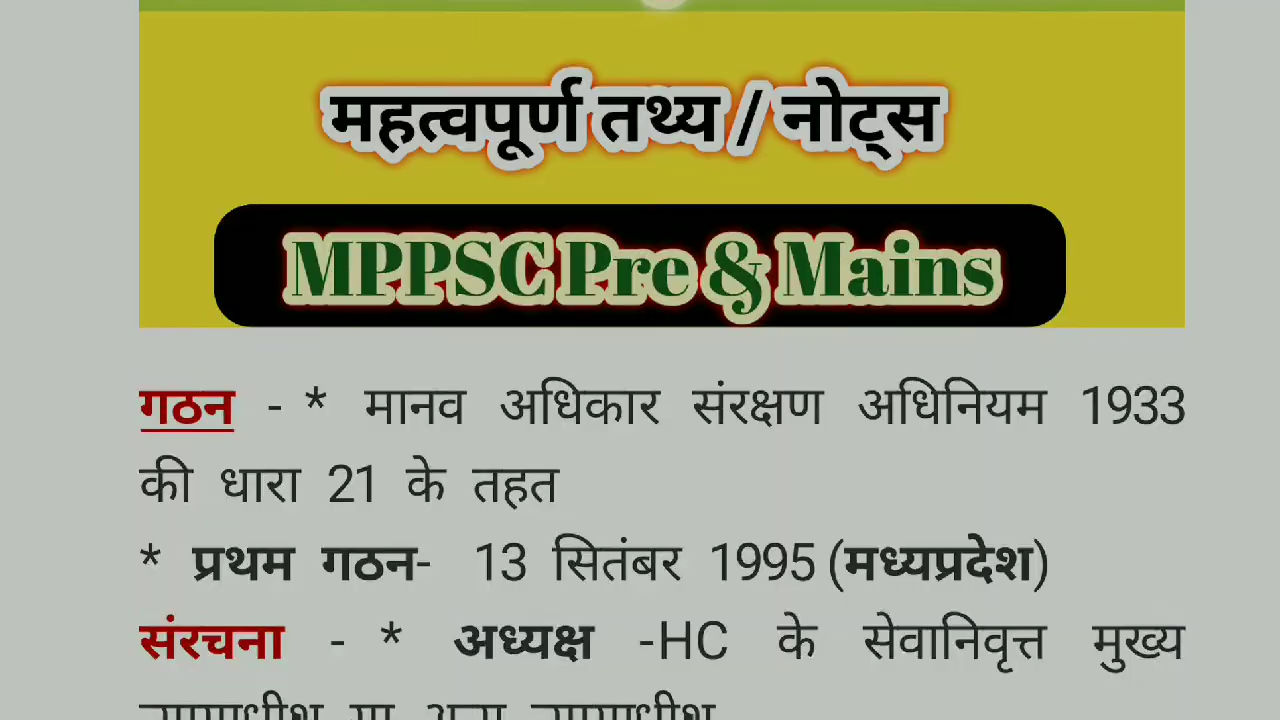 महत्वपूर्ण तथ्य / नोट्स
MPPSC Pre & Mains
गठन - * मानव अधिकार संरक्षण अधिनियम 1933
की धारा 21 के तहत
* प्रथम गठन- 13 सितंबर 1995 (मध्यप्रदेश)
संरचना - * अध्यक्ष -HC के सेवानिवृत्त मुख्य